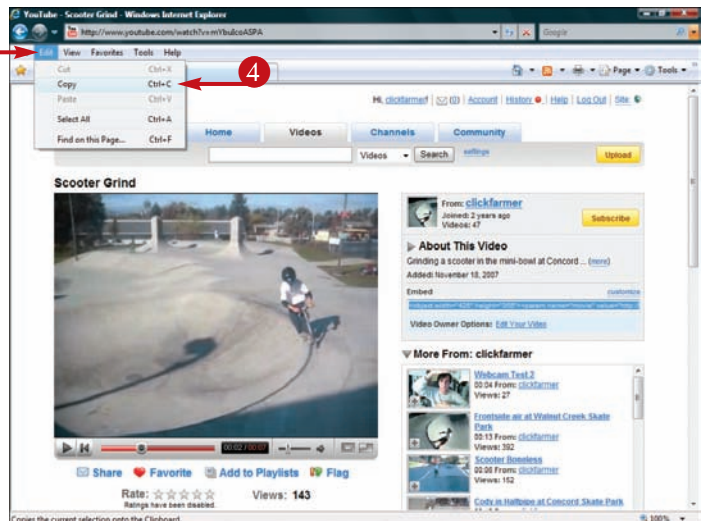 YouTube - Scooter Grind - Windows Internet Explorer
http://www.youtube.com/watch?v=mYbulcoASPA
Google
Edit View Favorites Tools Help
Page Tools
Cut Ctrl+X
Copy Ctrl+C
4
Paste Ctrl+V
Select All Ctrl+A
Find on this Page... Ctrl+F
Hi, clickfarmer! (0) Account History Help Log Out Site:
Home Videos Channels Community
Videos Search settings Upload
Scooter Grind
From: clickfarmer
Joined: 2 years ago
Videos: 47
Subscribe
About This Video
Grinding a scooter in the mini-bowl at Concord ... (more)
Added: November 18, 2007
Embed customize
Video Owner Options: Edit Your Video
More From: clickfarmer
Webcam Test 2
00:04 From: clickfarmer
Views: 27
Frontside air at Walnut Creek Skate
Park
00:13 From: clickfarmer
Views: 392
Scooter Boneless
00:08 From: clickfarmer
Views: 152
Cody in Halfpipe at Concord Skate Park
00:02 / 00:07
Share Favorite Add to Playlists Flag
Rate: Views: 143
Ratings have been disabled.
Copies the current selection onto the Clipboard.
100%